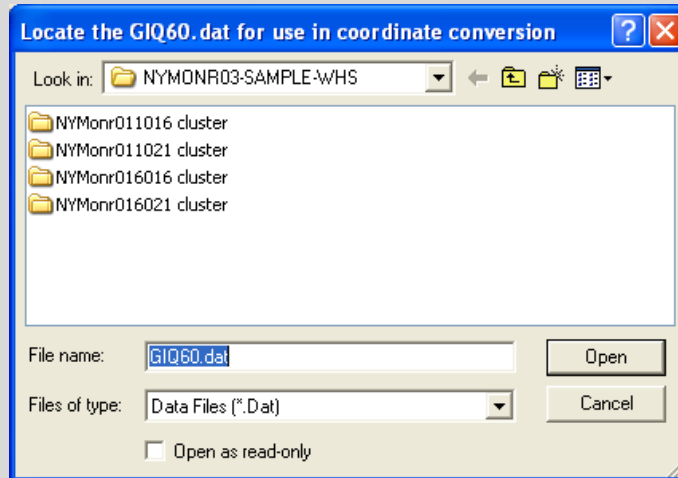 Locate the GIQ60.dat for use in coordinate conversion
Look in: NYMONR03-SAMPLE-WHS
NYMonr011016 cluster
NYMonr011021 cluster
NYMonr016016 cluster
NYMonr016021 cluster
File name: GIQ60.dat Open
Files of type: Data Files (*.Dat) Cancel
Open as read-only